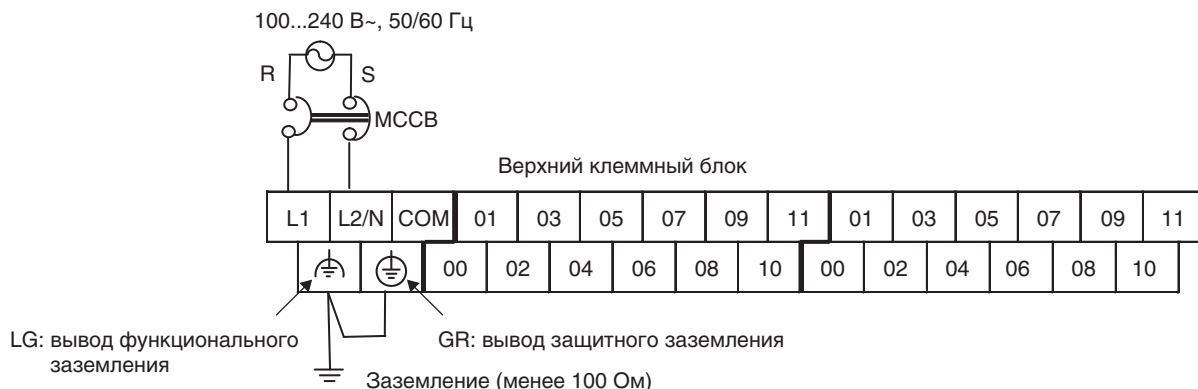 100...240 В~, 50/60 Гц
R S
MCCB
Верхний клеммный блок
L1 L2/N COM 01 03 05 07 09 11 01 03 05 07 09 11
00 02 04 06 08 10 00 02 04 06 08 10
LG: вывод функционального
заземления
GR: вывод защитного заземления
Заземление (менее 100 Ом)